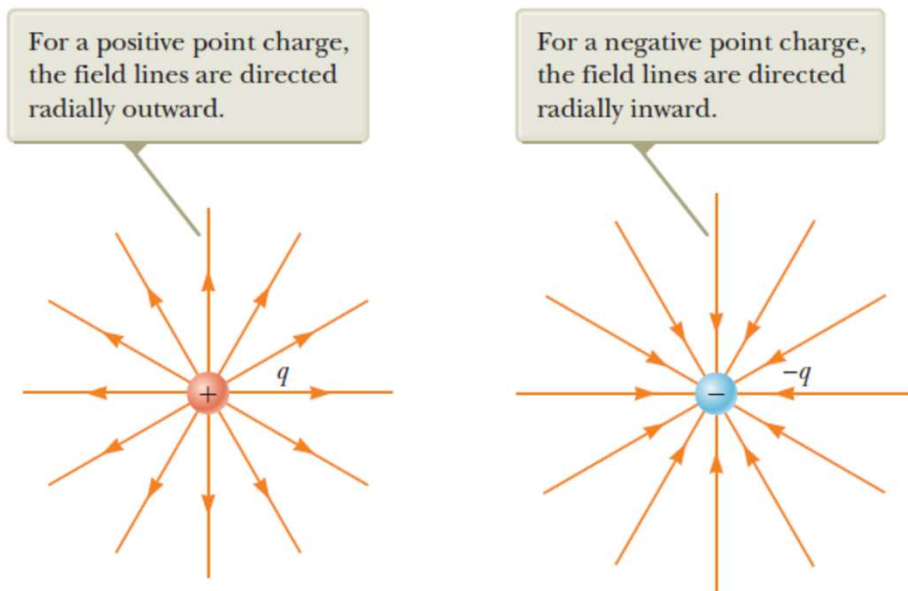 For a positive point charge,
the field lines are directed
radially outward.
For a negative point charge,
the field lines are directed
radially inward.
q
+
−q
−